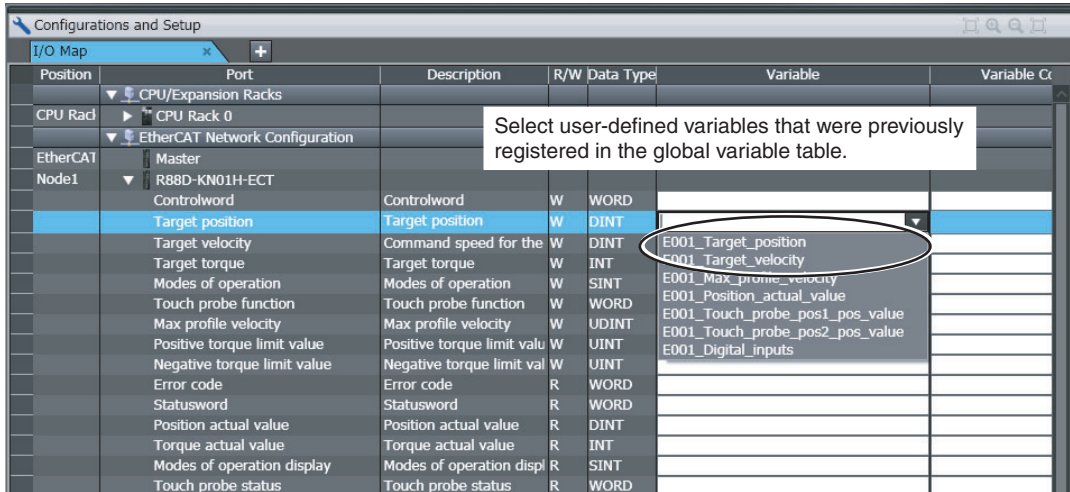 Configurations and Setup
I/O Map × +
Position Port Description R/W Data Type Variable Variable Co
CPU/Expansion Racks
CPU Rack CPU Rack 0
EtherCAT Network Configuration
EtherCAT Master
Node1 R88D-KN01H-ECT
Select user-defined variables that were previously
registered in the global variable table.
Controlword Controlword W WORD
Target position Target position W DINT
Target velocity Command speed for the W DINT E001_Target_position
Target torque Target torque W INT E001_Target_velocity
Modes of operation Modes of operation W SINT E001_Max_profile_velocity
Touch probe function Touch probe function W WORD E001_Position_actual_value
Max profile velocity Max profile velocity W UDINT E001_Touch_probe_pos1_pos_value
Positive torque limit value Positive torque limit valu W UINT E001_Touch_probe_pos2_pos_value
Negative torque limit value Negative torque limit val W UINT E001_Digital_inputs
Error code Error code R WORD
Statusword Statusword R WORD
Position actual value Position actual value R DINT
Torque actual value Torque actual value R INT
Modes of operation display Modes of operation displ R SINT
Touch probe status Touch probe status R WORD